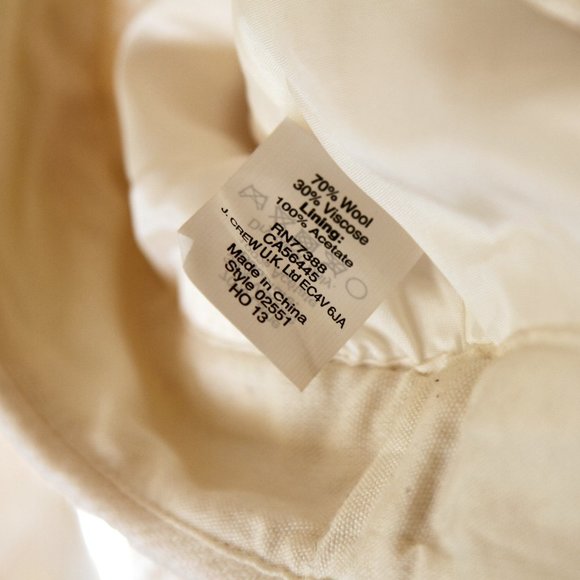 70% Wool
30% Viscose
Lining:
100% Acetate
RN77388
CA56445
J. CREW U.K. Ltd EC4V 6JA
Made in China
Style 02551
HO 13